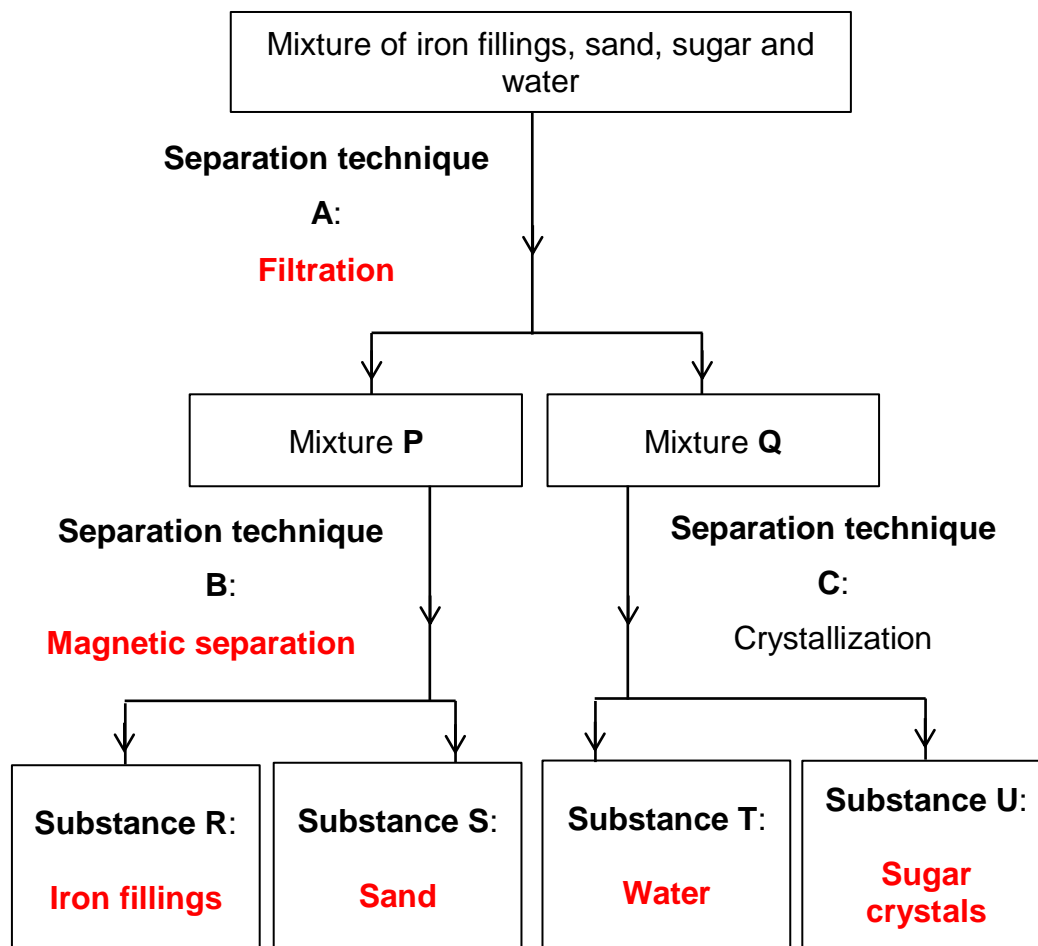 Mixture of iron fillings, sand, sugar and
water
Separation technique
A:
Filtration
Mixture P
Mixture Q
Separation technique
B:
Magnetic separation
Separation technique
C:
Crystallization
Substance R:
Iron fillings
Substance S:
Sand
Substance T:
Water
Substance U:
Sugar
crystals